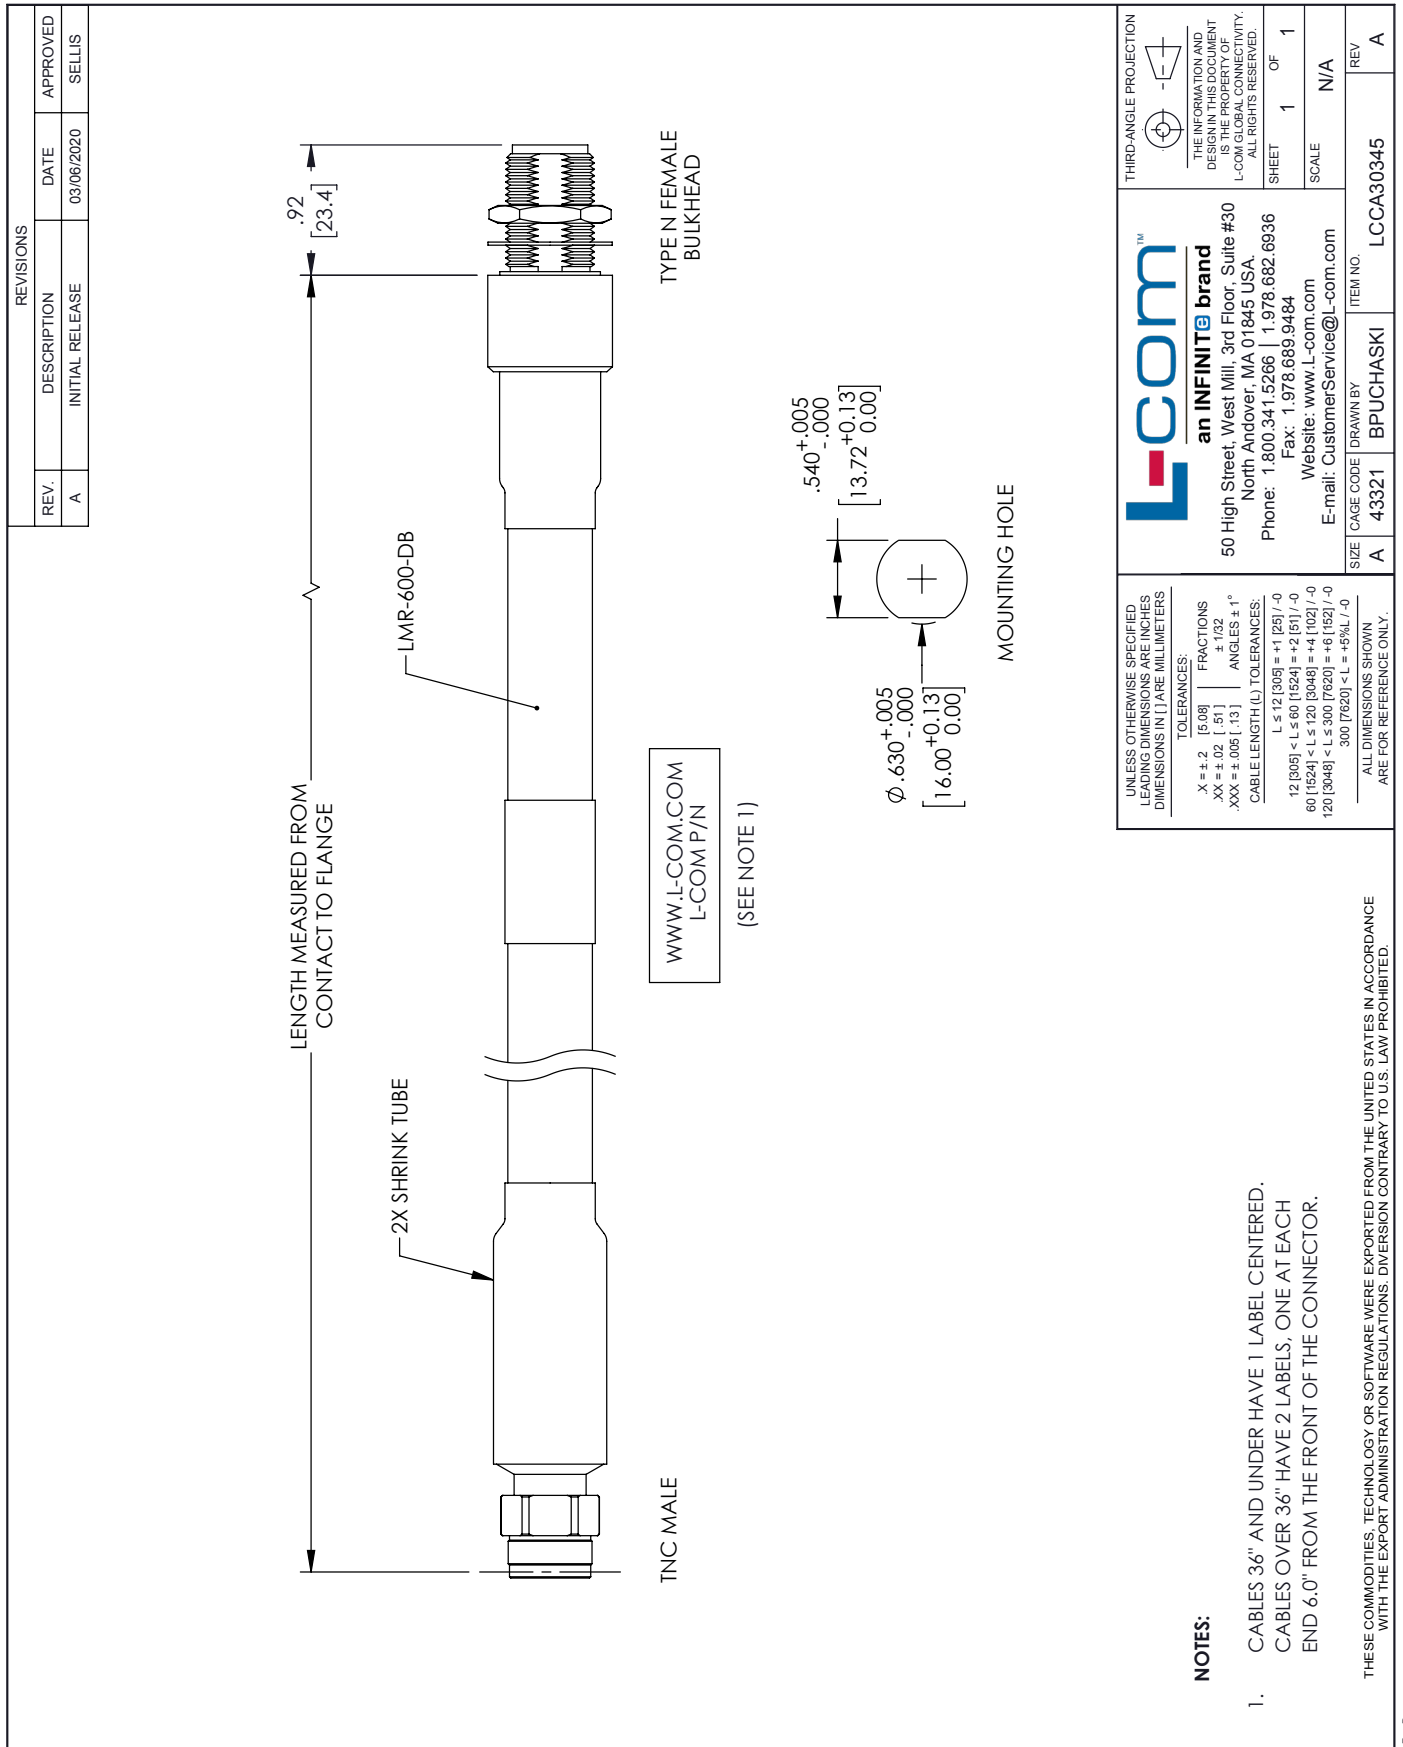 REVISIONS
REV. DESCRIPTION DATE APPROVED
A INITIAL RELEASE 03/06/2020 SELLIS
LENGTH MEASURED FROM
CONTACT TO FLANGE
.92
[23.4]
2X SHRINK TUBE
LMR-600-DB
TNC MALE
TYPE N FEMALE
BULKHEAD
WWW.L-COM.COM
L-COM P/N
(SEE NOTE 1)
Ø.630+.005
-.000
[16.00+0.13
0.00]
.540+.005
-.000
[13.72+0.13
0.00]
MOUNTING HOLE
NOTES:
1. CABLES 36" AND UNDER HAVE 1 LABEL CENTERED.
CABLES OVER 36" HAVE 2 LABELS, ONE AT EACH
END 6.0" FROM THE FRONT OF THE CONNECTOR.
THESE COMMODITIES, TECHNOLOGY OR SOFTWARE WERE EXPORTED FROM THE UNITED STATES IN ACCORDANCE
WITH THE EXPORT ADMINISTRATION REGULATIONS. DIVERSION CONTRARY TO U.S. LAW PROHIBITED.
UNLESS OTHERWISE SPECIFIED
LEADING DIMENSIONS ARE INCHES
DIMENSIONS IN [ ] ARE MILLIMETERS
TOLERANCES:
.X = ±.2 [5.08] FRACTIONS
.XX = ±.02 [.51] ± 1/32
.XXX = ±.005 [.13] ANGLES ± 1°
CABLE LENGTH (L) TOLERANCES:
L ≤ 12 [305] = +1 [25] / -0
12 [305] < L ≤ 60 [1524] = +2 [51] / -0
60 [1524] < L ≤ 120 [3048] = +4 [102] / -0
120 [3048] < L ≤ 300 [7620] = +6 [152] / -0
300 [7620] < L = +5%L / -0
ALL DIMENSIONS SHOWN
ARE FOR REFERENCE ONLY.
L-com™
an INFINITe brand
50 High Street, West Mill, 3rd Floor, Suite #30
North Andover, MA 01845 USA.
Phone: 1.800.341.5266 | 1.978.682.6936
Fax: 1.978.689.9484
Website: www.L-com.com
E-mail: CustomerService@L-com.com
THIRD-ANGLE PROJECTION
THE INFORMATION AND
DESIGN IN THIS DOCUMENT
IS THE PROPERTY OF
L-COM GLOBAL CONNECTIVITY.
ALL RIGHTS RESERVED.
SHEET 1 OF 1
SCALE N/A
SIZE A
CAGE CODE 43321
DRAWN BY BPUCHASKI
ITEM NO. LCCA30345
REV A